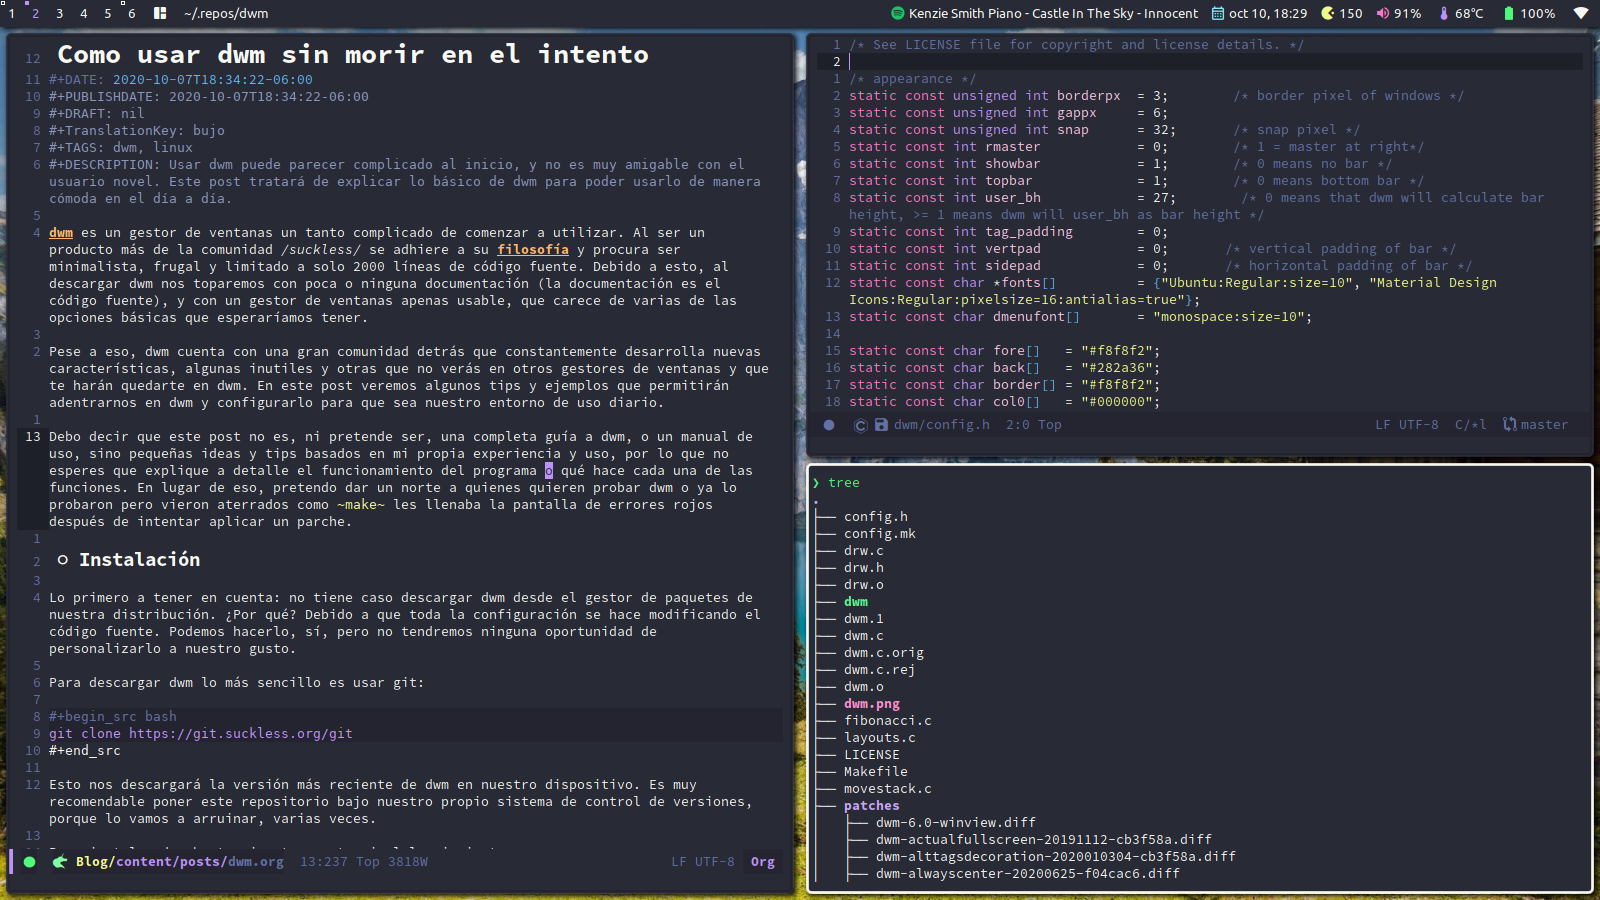 1 2 3 4 5 6 ~/.repos/dwm Kenzie Smith Piano - Castle In The Sky - Innocent oct 10, 18:29 150 91% 68°C 100%
12 Como usar dwm sin morir en el intento
11 #+DATE: 2020-10-07T18:34:22-06:00
10 #+PUBLISHDATE: 2020-10-07T18:34:22-06:00
9 #+DRAFT: nil
8 #+TranslationKey: bujo
7 #+TAGS: dwm, linux
6 #+DESCRIPTION: Usar dwm puede parecer complicado al inicio, y no es muy amigable con el
usuario novel. Este post tratará de explicar lo básico de dwm para poder usarlo de manera
cómoda en el día a día.
5
4 dwm es un gestor de ventanas un tanto complicado de comenzar a utilizar. Al ser un
producto más de la comunidad /suckless/ se adhiere a su filosofía y procura ser
minimalista, frugal y limitado a solo 2000 líneas de código fuente. Debido a esto, al
descargar dwm nos toparemos con poca o ninguna documentación (la documentación es el
código fuente), y con un gestor de ventanas apenas usable, que carece de varias de las
opciones básicas que esperaríamos tener.
3
2 Pese a eso, dwm cuenta con una gran comunidad detrás que constantemente desarrolla nuevas
características, algunas inutiles y otras que no verás en otros gestores de ventanas y que
te harán quedarte en dwm. En este post veremos algunos tips y ejemplos que permitirán
adentrarnos en dwm y configurarlo para que sea nuestro entorno de uso diario.
1
13 Debo decir que este post no es, ni pretende ser, una completa guía a dwm, o un manual de
uso, sino pequeñas ideas y tips basados en mi propia experiencia y uso, por lo que no
esperes que explique a detalle el funcionamiento del programa o qué hace cada una de las
funciones. En lugar de eso, pretendo dar un norte a quienes quieren probar dwm o ya lo
probaron pero vieron aterrados como ~make~ les llenaba la pantalla de errores rojos
después de intentar aplicar un parche.
1
2 ○ Instalación
3
4 Lo primero a tener en cuenta: no tiene caso descargar dwm desde el gestor de paquetes de
nuestra distribución. ¿Por qué? Debido a que toda la configuración se hace modificando el
código fuente. Podemos hacerlo, sí, pero no tendremos ninguna oportunidad de
personalizarlo a nuestro gusto.
5
6 Para descargar dwm lo más sencillo es usar git:
7
8 #+begin_src bash
9 git clone https://git.suckless.org/git
10 #+end_src
11
12 Esto nos descargará la versión más reciente de dwm en nuestro dispositivo. Es muy
recomendable poner este repositorio bajo nuestro propio sistema de control de versiones,
porque lo vamos a arruinar, varias veces.
13
Blog/content/posts/dwm.org 13:237 Top 3818W LF UTF-8 Org
1 /* See LICENSE file for copyright and license details. */
2
1 /* appearance */
2 static const unsigned int borderpx = 3; /* border pixel of windows */
3 static const unsigned int gappx = 6;
4 static const unsigned int snap = 32; /* snap pixel */
5 static const int rmaster = 0; /* 1 = master at right*/
6 static const int showbar = 1; /* 0 means no bar */
7 static const int topbar = 1; /* 0 means bottom bar */
8 static const int user_bh = 27; /* 0 means that dwm will calculate bar
height, >= 1 means dwm will user_bh as bar height */
9 static const int tag_padding = 0;
10 static const int vertpad = 0; /* vertical padding of bar */
11 static const int sidepad = 0; /* horizontal padding of bar */
12 static const char *fonts[] = {"Ubuntu:Regular:size=10", "Material Design
Icons:Regular:pixelsize=16:antialias=true"};
13 static const char dmenufont[] = "monospace:size=10";
14
15 static const char fore[] = "#f8f8f2";
16 static const char back[] = "#282a36";
17 static const char border[] = "#f8f8f2";
18 static const char col0[] = "#000000";
dwm/config.h 2:0 Top LF UTF-8 C/*l master
❯ tree
.
├── config.h
├── config.mk
├── drw.c
├── drw.h
├── drw.o
├── dwm
├── dwm.1
├── dwm.c
├── dwm.c.orig
├── dwm.c.rej
├── dwm.o
├── dwm.png
├── fibonacci.c
├── layouts.c
├── LICENSE
├── Makefile
├── movestack.c
├── patches
│   ├── dwm-6.0-winview.diff
│   ├── dwm-actualfullscreen-20191112-cb3f58a.diff
│   ├── dwm-alttagsdecoration-2020010304-cb3f58a.diff
│   ├── dwm-alwayscenter-20200625-f04cac6.diff